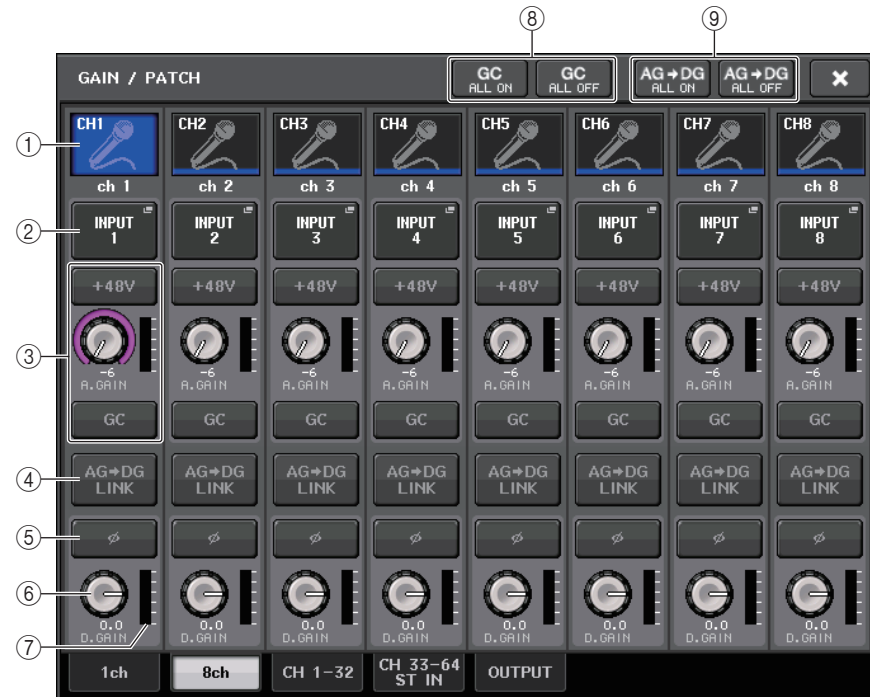 ⑧ ⑨
GAIN / PATCH GC ALL ON GC ALL OFF AG→DG ALL ON AG→DG ALL OFF ×
① CH1 CH2 CH3 CH4 CH5 CH6 CH7 CH8
ch 1 ch 2 ch 3 ch 4 ch 5 ch 6 ch 7 ch 8
② INPUT INPUT INPUT INPUT INPUT INPUT INPUT INPUT
1 2 3 4 5 6 7 8
+48V +48V +48V +48V +48V +48V +48V +48V
③
-6 -6 -6 -6 -6 -6 -6 -6
A.GAIN A.GAIN A.GAIN A.GAIN A.GAIN A.GAIN A.GAIN A.GAIN
GC GC GC GC GC GC GC GC
④ AG→DG AG→DG AG→DG AG→DG AG→DG AG→DG AG→DG AG→DG
LINK LINK LINK LINK LINK LINK LINK LINK
⑤ ø ø ø ø ø ø ø ø
⑥
⑦ 0.0 0.0 0.0 0.0 0.0 0.0 0.0 0.0
D.GAIN D.GAIN D.GAIN D.GAIN D.GAIN D.GAIN D.GAIN D.GAIN
1ch 8ch CH 1-32 CH 33-64 ST IN OUTPUT